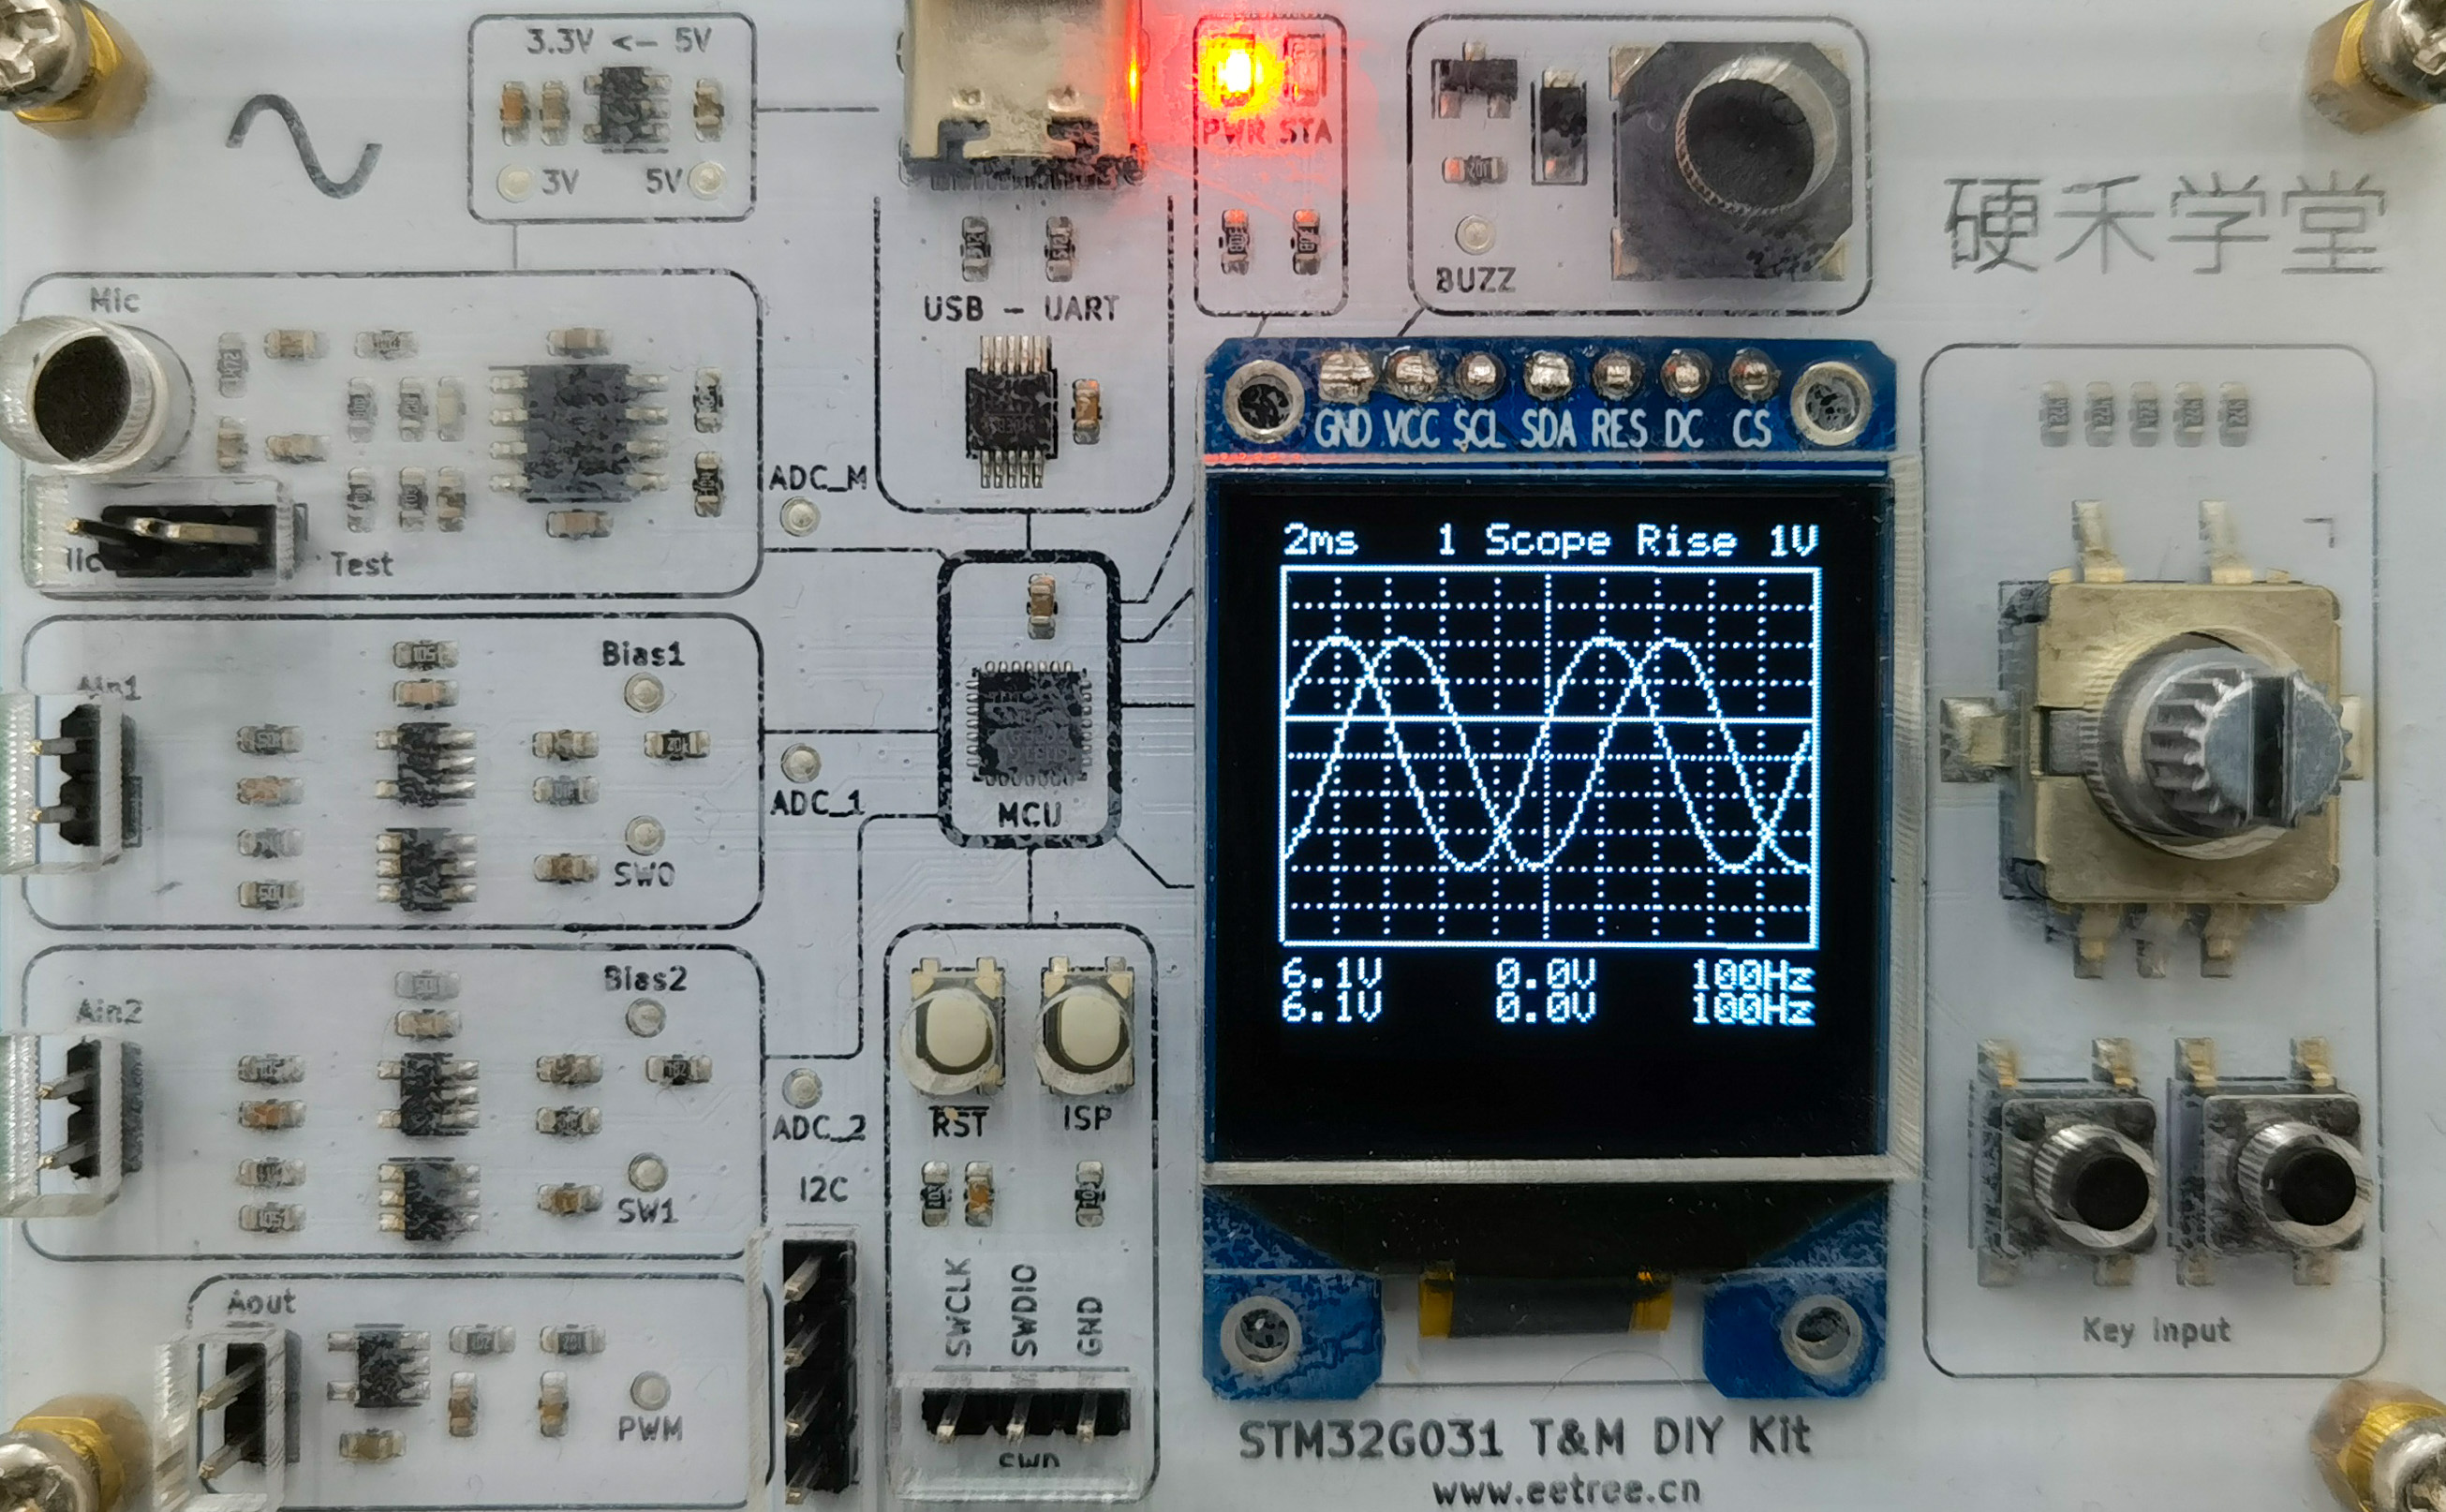 3.3V <- 5V
3V 5V
PWR STA
BUZZ
硬禾学堂
USB - UART
Mic
Test
ADC_M
GND VCC SCL SDA RES DC CS
2ms 1 Scope Rise 1V
6.1V 0.0V 100Hz
6.1V 0.0V 100Hz
Ain1
Bias1
SW0
ADC_1
MCU
Ain2
Bias2
SW1
ADC_2
RST ISP
I2C
SWCLK
SWDIO
GND
SWD
Aout
PWM
Key Input
STM32G031 T&M DIY Kit
www.eetree.cn